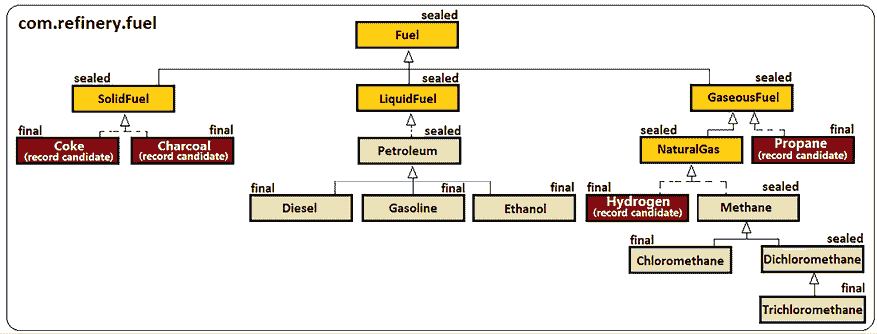 com.refinery.fuel
sealed
Fuel
sealed
sealed
sealed
SolidFuel
LiquidFuel
GaseousFuel
final
final
sealed
sealed
final
Coke
(record candidate)
Charcoal
(record candidate)
Petroleum
NaturalGas
Propane
(record candidate)
final
final
final
final
sealed
Diesel
Gasoline
Ethanol
Hydrogen
(record candidate)
Methane
final
sealed
Chloromethane
Dichloromethane
final
Trichloromethane